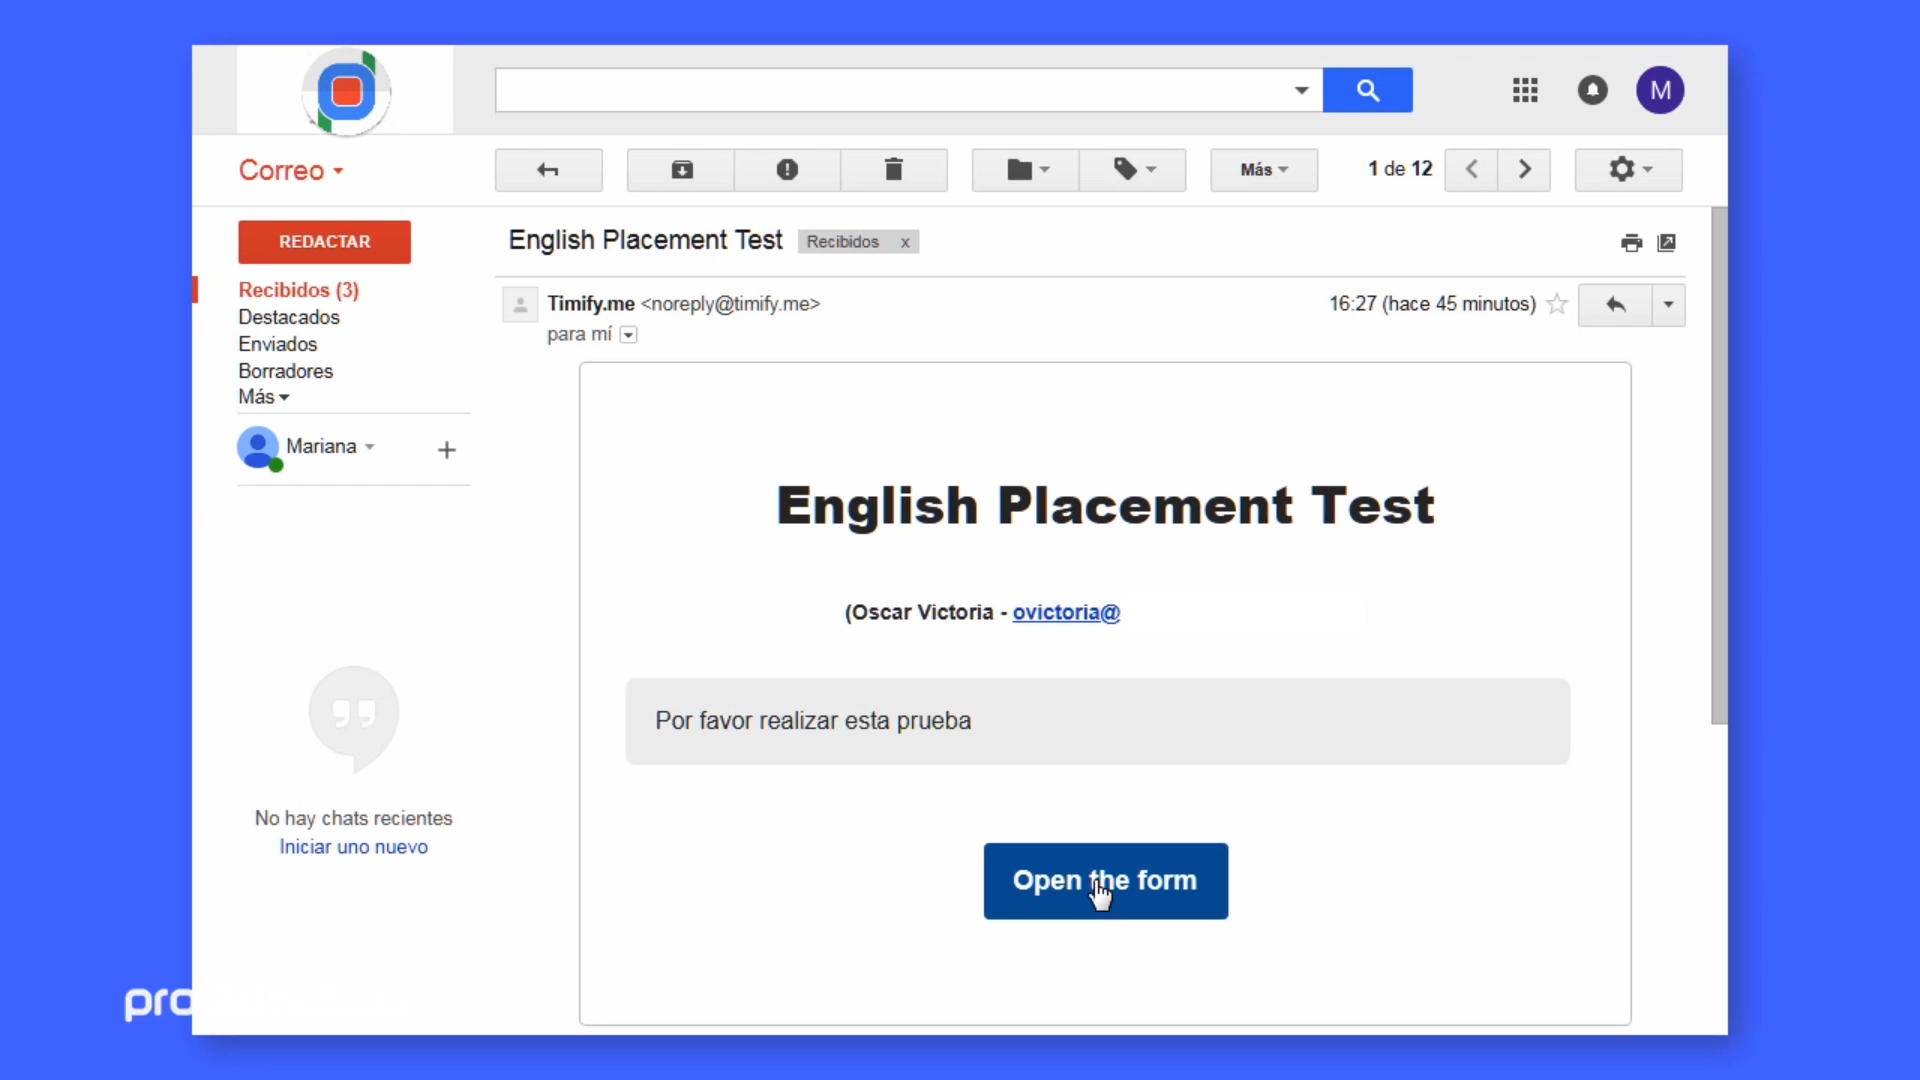 M
Correo
Más
1 de 12
REDACTAR
English Placement Test
Recibidos x
Recibidos (3)
Destacados
Enviados
Borradores
Más
Timify.me <noreply@timify.me>
16:27 (hace 45 minutos)
para mí
Mariana
English Placement Test
(Oscar Victoria - ovictoria@
Por favor realizar esta prueba
No hay chats recientes
Iniciar uno nuevo
Open the form